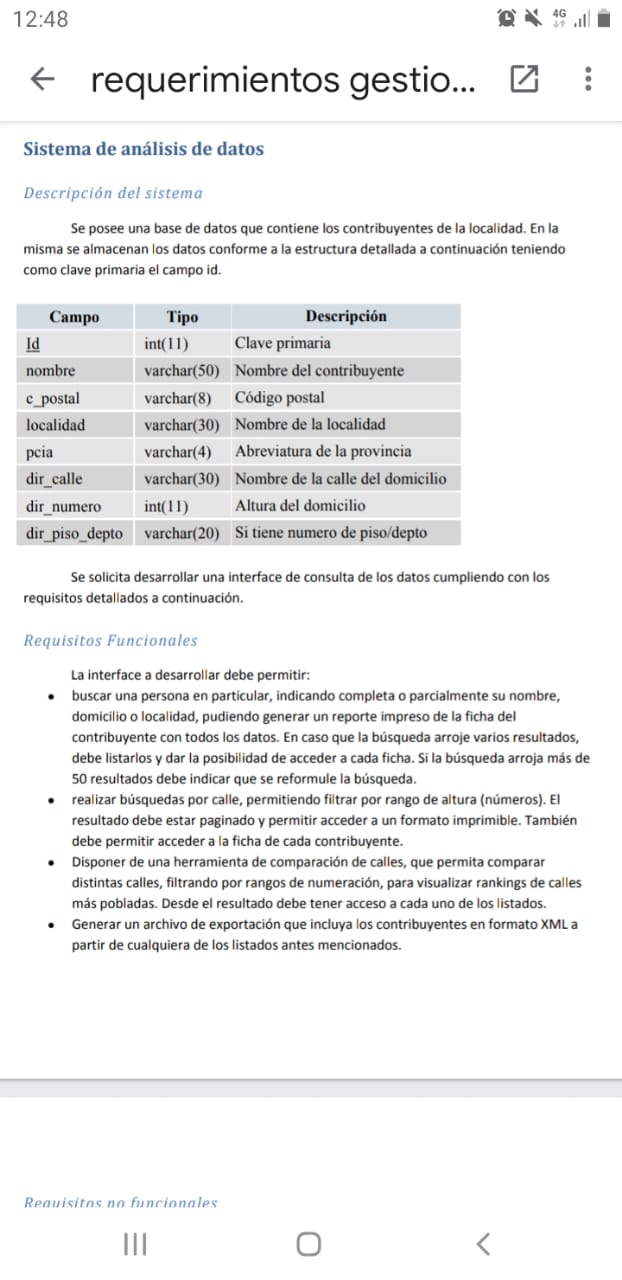 12:48
4G
requerimientos gestio...
Sistema de análisis de datos
Descripción del sistema
Se posee una base de datos que contiene los contribuyentes de la localidad. En la
misma se almacenan los datos conforme a la estructura detallada a continuación teniendo
como clave primaria el campo id.
Campo Tipo Descripción
Id int(11) Clave primaria
nombre varchar(50) Nombre del contribuyente
c_postal varchar(8) Código postal
localidad varchar(30) Nombre de la localidad
pcia varchar(4) Abreviatura de la provincia
dir_calle varchar(30) Nombre de la calle del domicilio
dir_numero int(11) Altura del domicilio
dir_piso_depto varchar(20) Si tiene numero de piso/depto
Se solicita desarrollar una interface de consulta de los datos cumpliendo con los
requisitos detallados a continuación.
Requisitos Funcionales
La interface a desarrollar debe permitir:
• buscar una persona en particular, indicando completa o parcialmente su nombre,
domicilio o localidad, pudiendo generar un reporte impreso de la ficha del
contribuyente con todos los datos. En caso que la búsqueda arroje varios resultados,
debe listarlos y dar la posibilidad de acceder a cada ficha. Si la búsqueda arroja más de
50 resultados debe indicar que se reformule la búsqueda.
• realizar búsquedas por calle, permitiendo filtrar por rango de altura (números). El
resultado debe estar paginado y permitir acceder a un formato imprimible. También
debe permitir acceder a la ficha de cada contribuyente.
• Disponer de una herramienta de comparación de calles, que permita comparar
distintas calles, filtrando por rangos de numeración, para visualizar rankings de calles
más pobladas. Desde el resultado debe tener acceso a cada uno de los listados.
• Generar un archivo de exportación que incluya los contribuyentes en formato XML a
partir de cualquiera de los listados antes mencionados.
Requisitos no funcionales